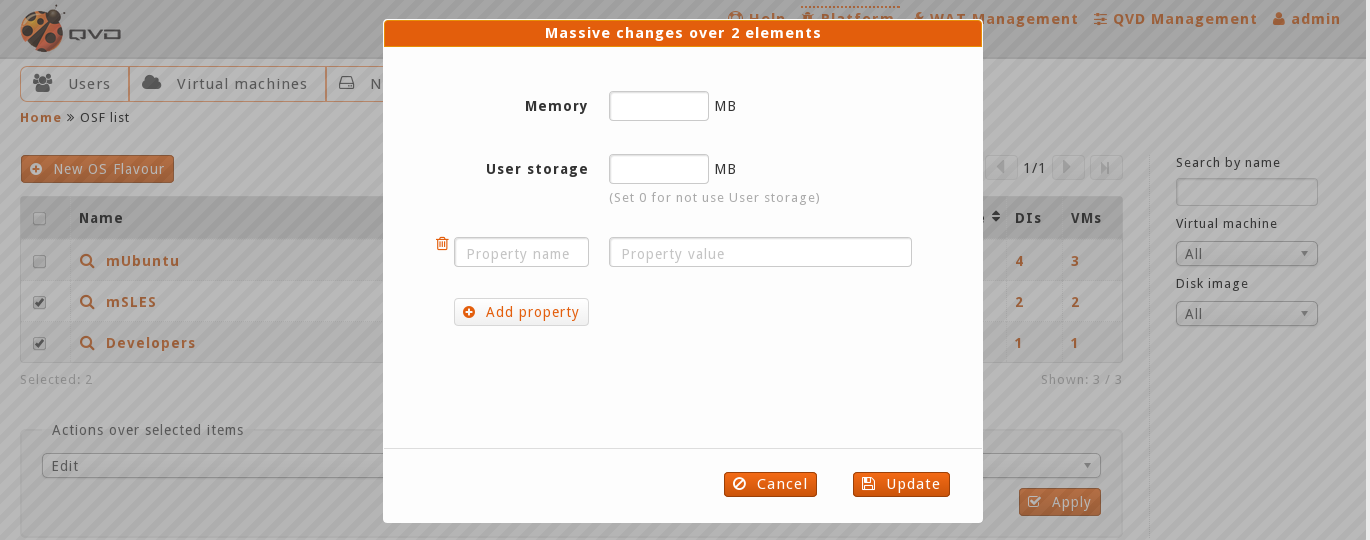 QVD
Help Platform WAT Management QVD Management admin
Massive changes over 2 elements
Users Virtual machines N
Home » OSF list
New OS Flavour
1/1
Name
DIs VMs
mUbuntu 4 3
mSLES 2 2
Developers 1 1
Selected: 2
Shown: 3 / 3
Actions over selected items
Edit
Apply
Memory MB
User storage MB
(Set 0 for not use User storage)
Property name Property value
Add property
Cancel Update
Search by name
Virtual machine
All
Disk image
All